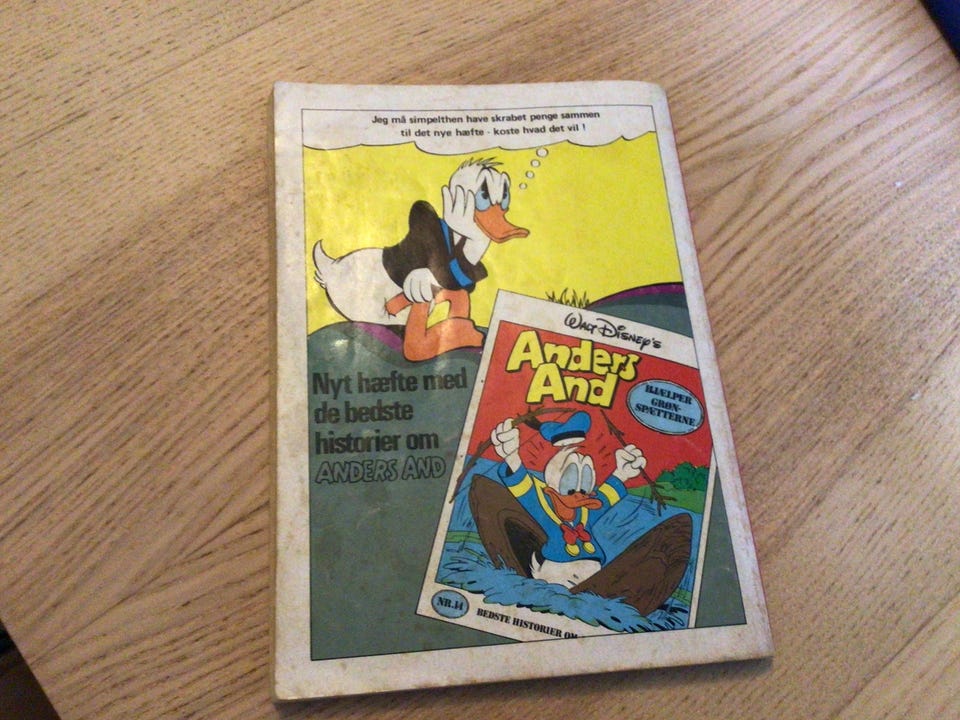 Jeg må simpelthen have skrabet penge sammen
til det nye hæfte - koste hvad det vil !
Nyt hæfte med
de bedste
historier om
ANDERS AND
WALT DISNEY'S
Anders
And
HJÆLPER
GRØN-
SPÆTTERNE
NR.14
BEDSTE HISTORIER OM